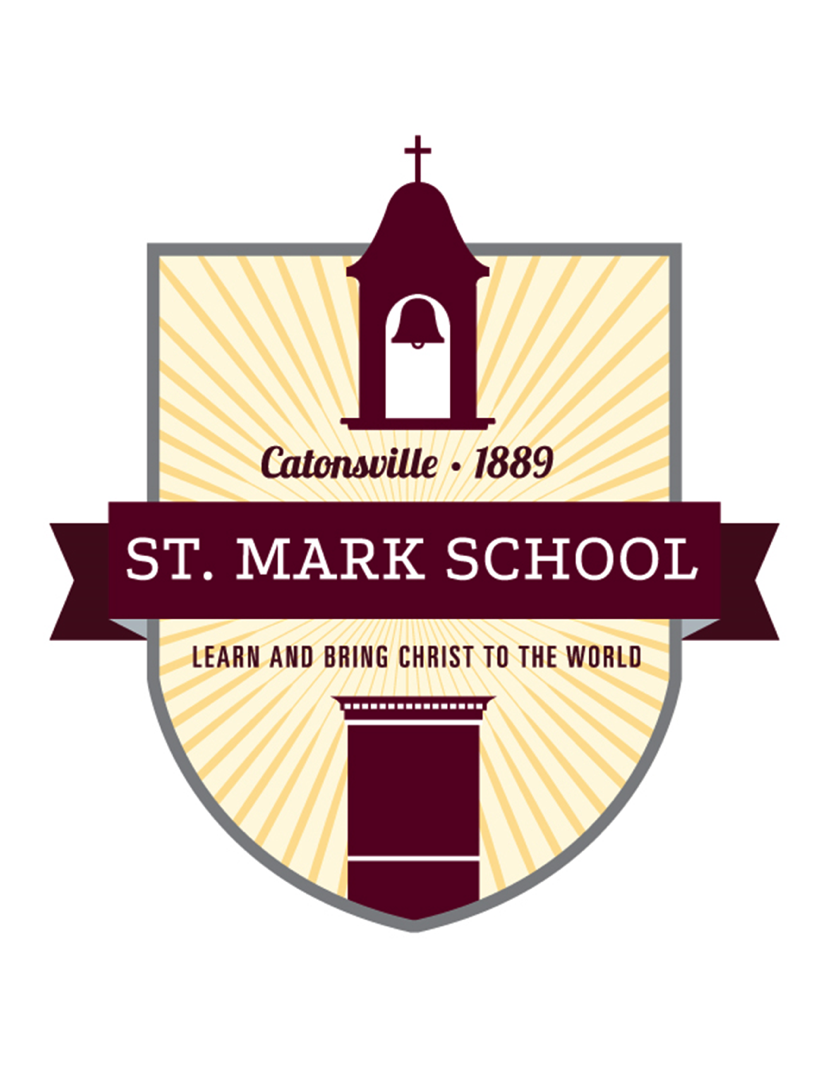 Catonsville • 1889
ST. MARK SCHOOL
LEARN AND BRING CHRIST TO THE WORLD